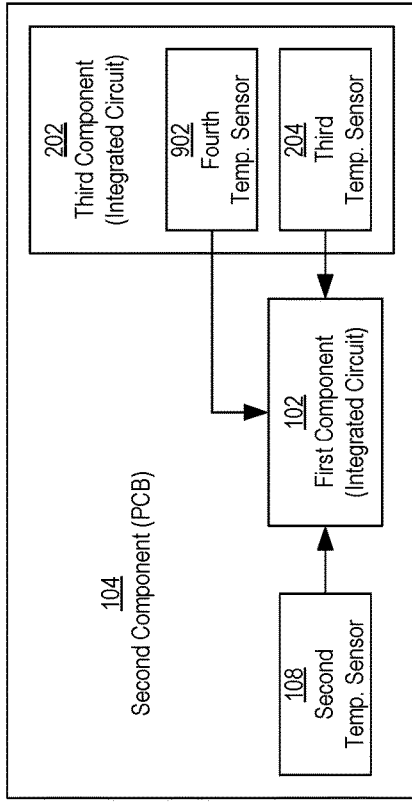 104
Second Component (PCB)
202
Third Component
(Integrated Circuit)
902
Fourth
Temp. Sensor
204
Third
Temp. Sensor
108
Second
Temp. Sensor
102
First Component
(Integrated Circuit)